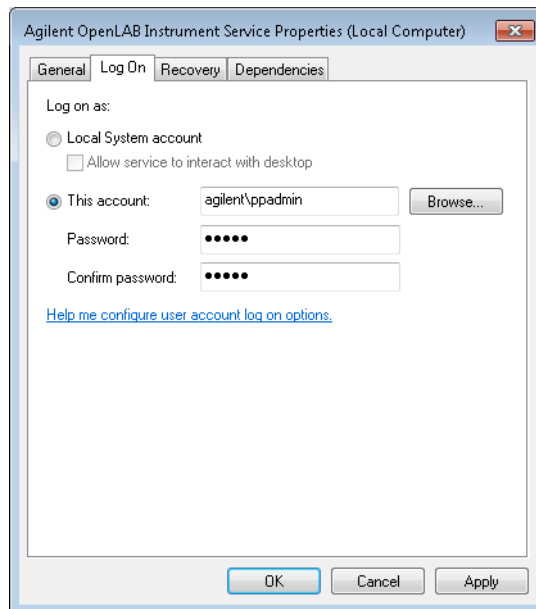 Agilent OpenLAB Instrument Service Properties (Local Computer)
General Log On Recovery Dependencies
Log on as:
Local System account
Allow service to interact with desktop
This account: agilent\ppadmin Browse...
Password: •••••
Confirm password: •••••
Help me configure user account log on options.
OK Cancel Apply